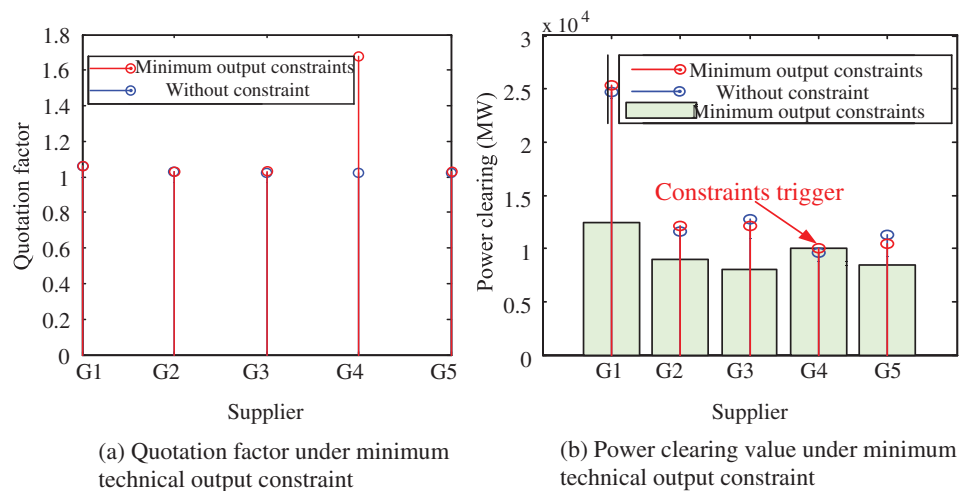 1.8
1.6
1.4
1.2
1
0.8
0.6
0.4
0.2
0
Quotation factor
Minimum output constraints
Without constraint
G1 G2 G3 G4 G5
Supplier
(a) Quotation factor under minimum
technical output constraint
x 10^4
3
2.5
2
1.5
1
0.5
0
Power clearing (MW)
Minimum output constraints
Without constraint
Minimum output constraints
Constraints trigger
G1 G2 G3 G4 G5
Supplier
(b) Power clearing value under minimum
technical output constraint